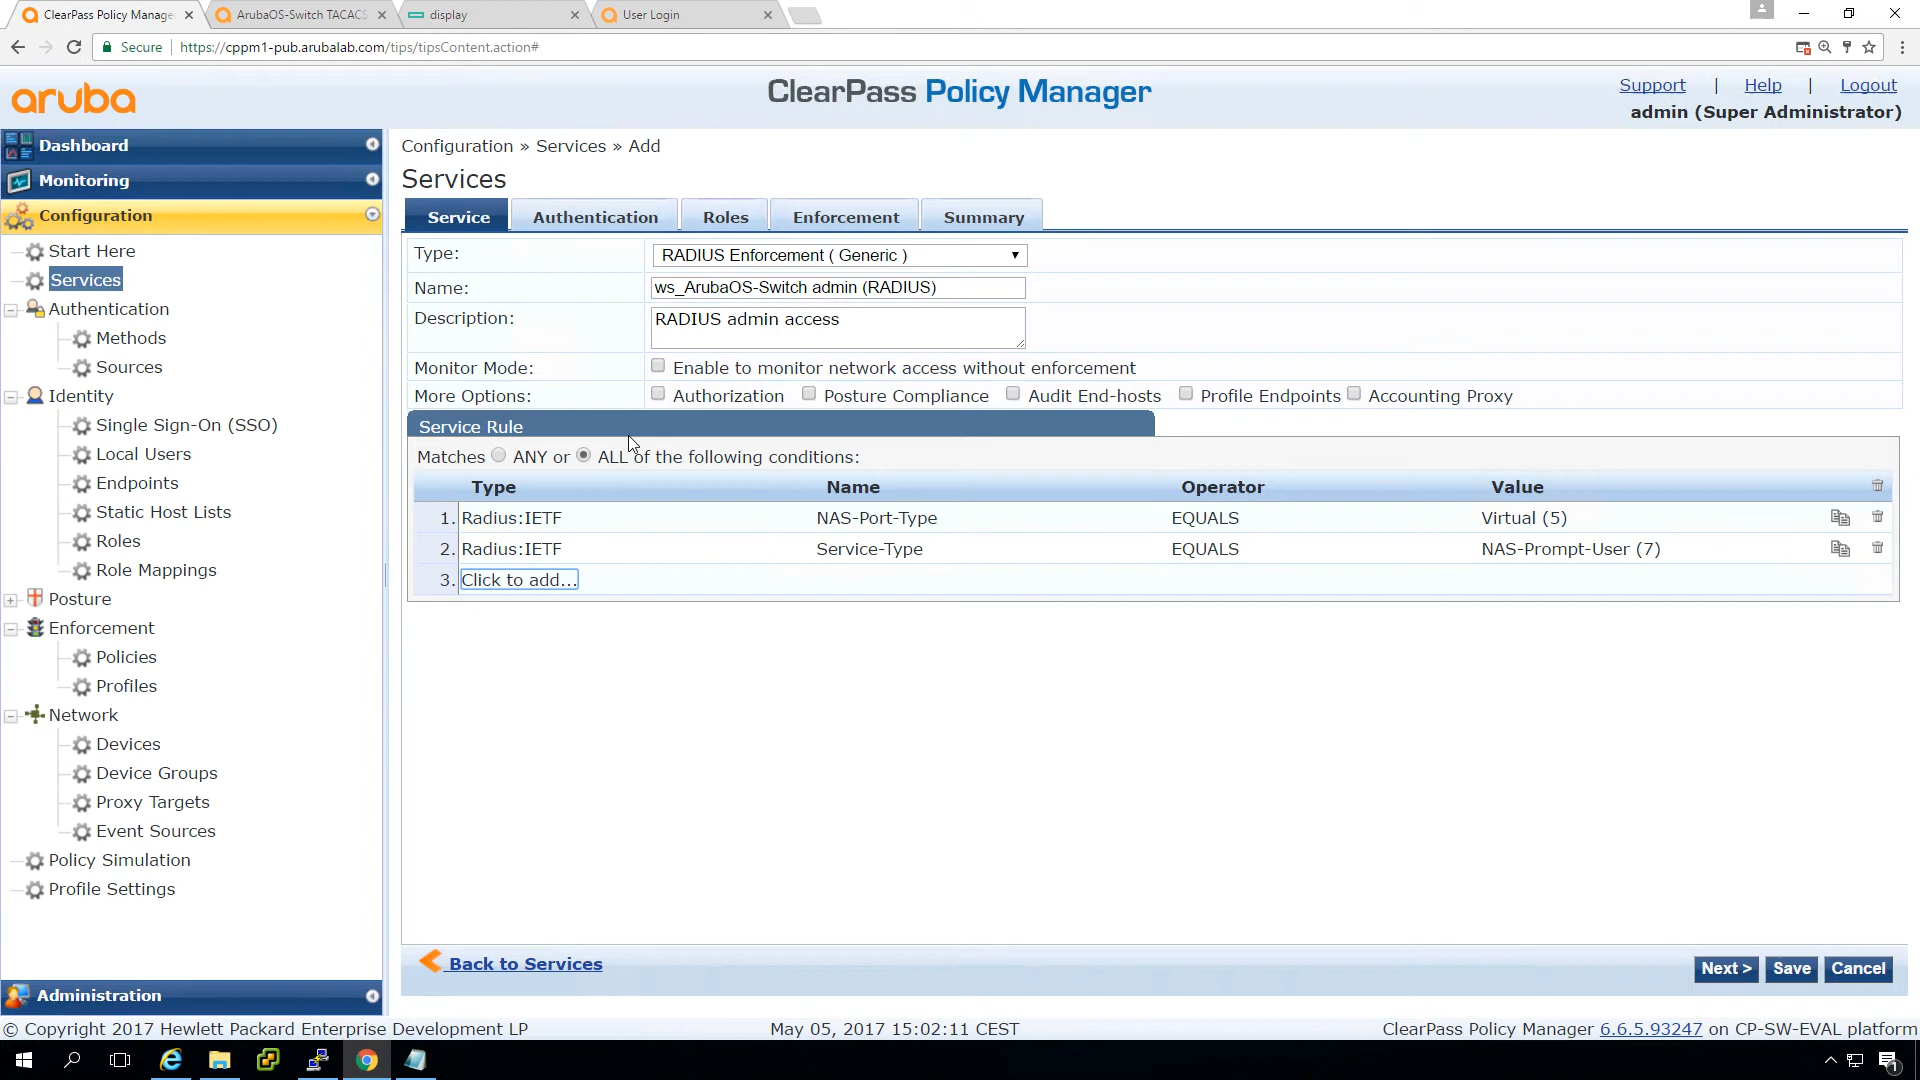 ClearPass Policy Manage
ArubaOS-Switch TACACS
display
User Login
Secure
https://cppm1-pub.arubalab.com/tips/tipsContent.action#
aruba
ClearPass Policy Manager
Support | Help | Logout
admin (Super Administrator)
Dashboard
Monitoring
Configuration
Start Here
Services
Authentication
Methods
Sources
Identity
Single Sign-On (SSO)
Local Users
Endpoints
Static Host Lists
Roles
Role Mappings
Posture
Enforcement
Policies
Profiles
Network
Devices
Device Groups
Proxy Targets
Event Sources
Policy Simulation
Profile Settings
Administration
Configuration » Services » Add
Services
Service Authentication Roles Enforcement Summary
Type: RADIUS Enforcement ( Generic )
Name: ws_ArubaOS-Switch admin (RADIUS)
Description: RADIUS admin access
Monitor Mode: Enable to monitor network access without enforcement
More Options: Authorization Posture Compliance Audit End-hosts Profile Endpoints Accounting Proxy
Service Rule
Matches ANY or ALL of the following conditions:
Type Name Operator Value
1. Radius:IETF NAS-Port-Type EQUALS Virtual (5)
2. Radius:IETF Service-Type EQUALS NAS-Prompt-User (7)
3. Click to add...
Back to Services
Next > Save Cancel
© Copyright 2017 Hewlett Packard Enterprise Development LP
May 05, 2017 15:02:11 CEST
ClearPass Policy Manager 6.6.5.93247 on CP-SW-EVAL platform
1